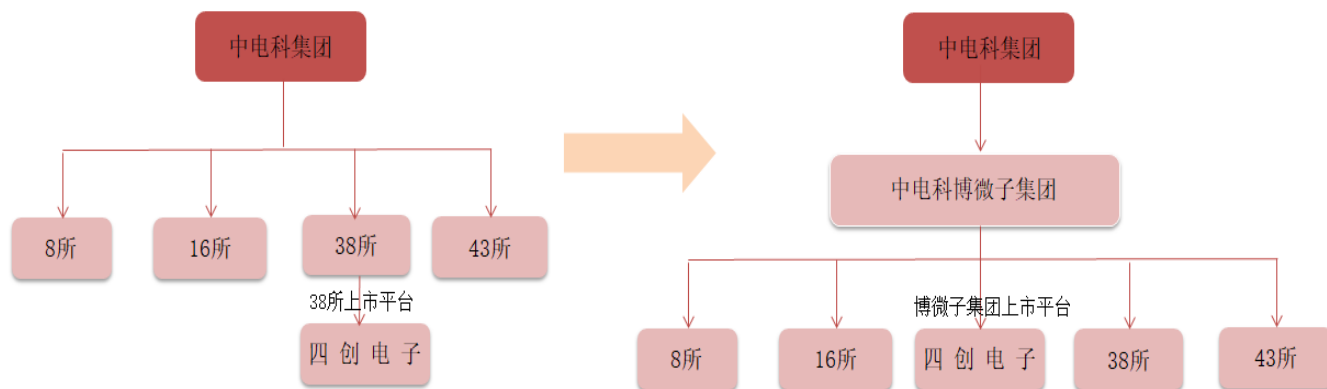 中电科集团
8所
16所
38所
43所
38所上市平台
四创电子
中电科集团
中电科博微子集团
博微子集团上市平台
8所
16所
四创电子
38所
43所